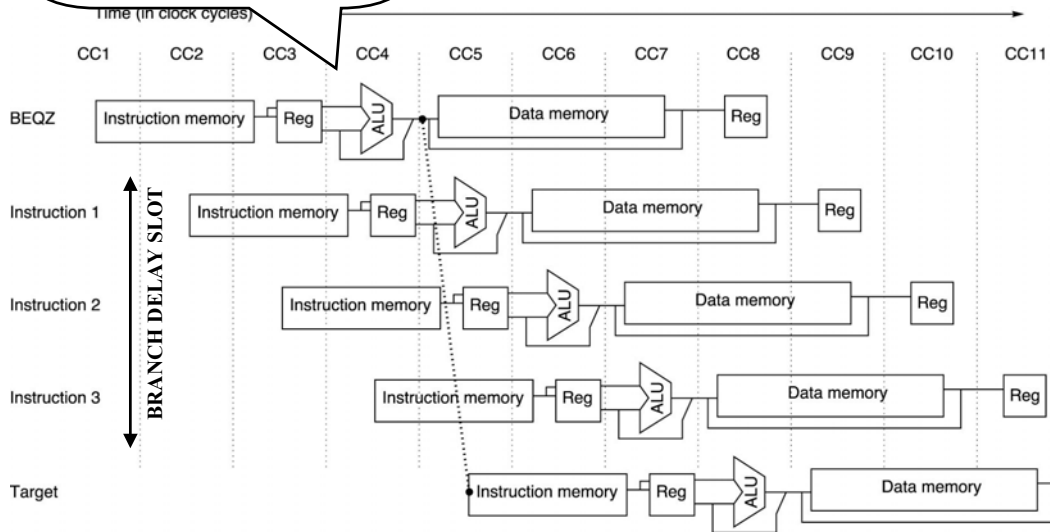 Time (in clock cycles)
CC1 CC2 CC3 CC4 CC5 CC6 CC7 CC8 CC9 CC10 CC11
BEQZ Instruction memory Reg ALU Data memory Reg
Instruction 1 Instruction memory Reg ALU Data memory Reg
BRANCH DELAY SLOT
Instruction 2 Instruction memory Reg ALU Data memory Reg
Instruction 3 Instruction memory Reg ALU Data memory Reg
Target Instruction memory Reg ALU Data memory